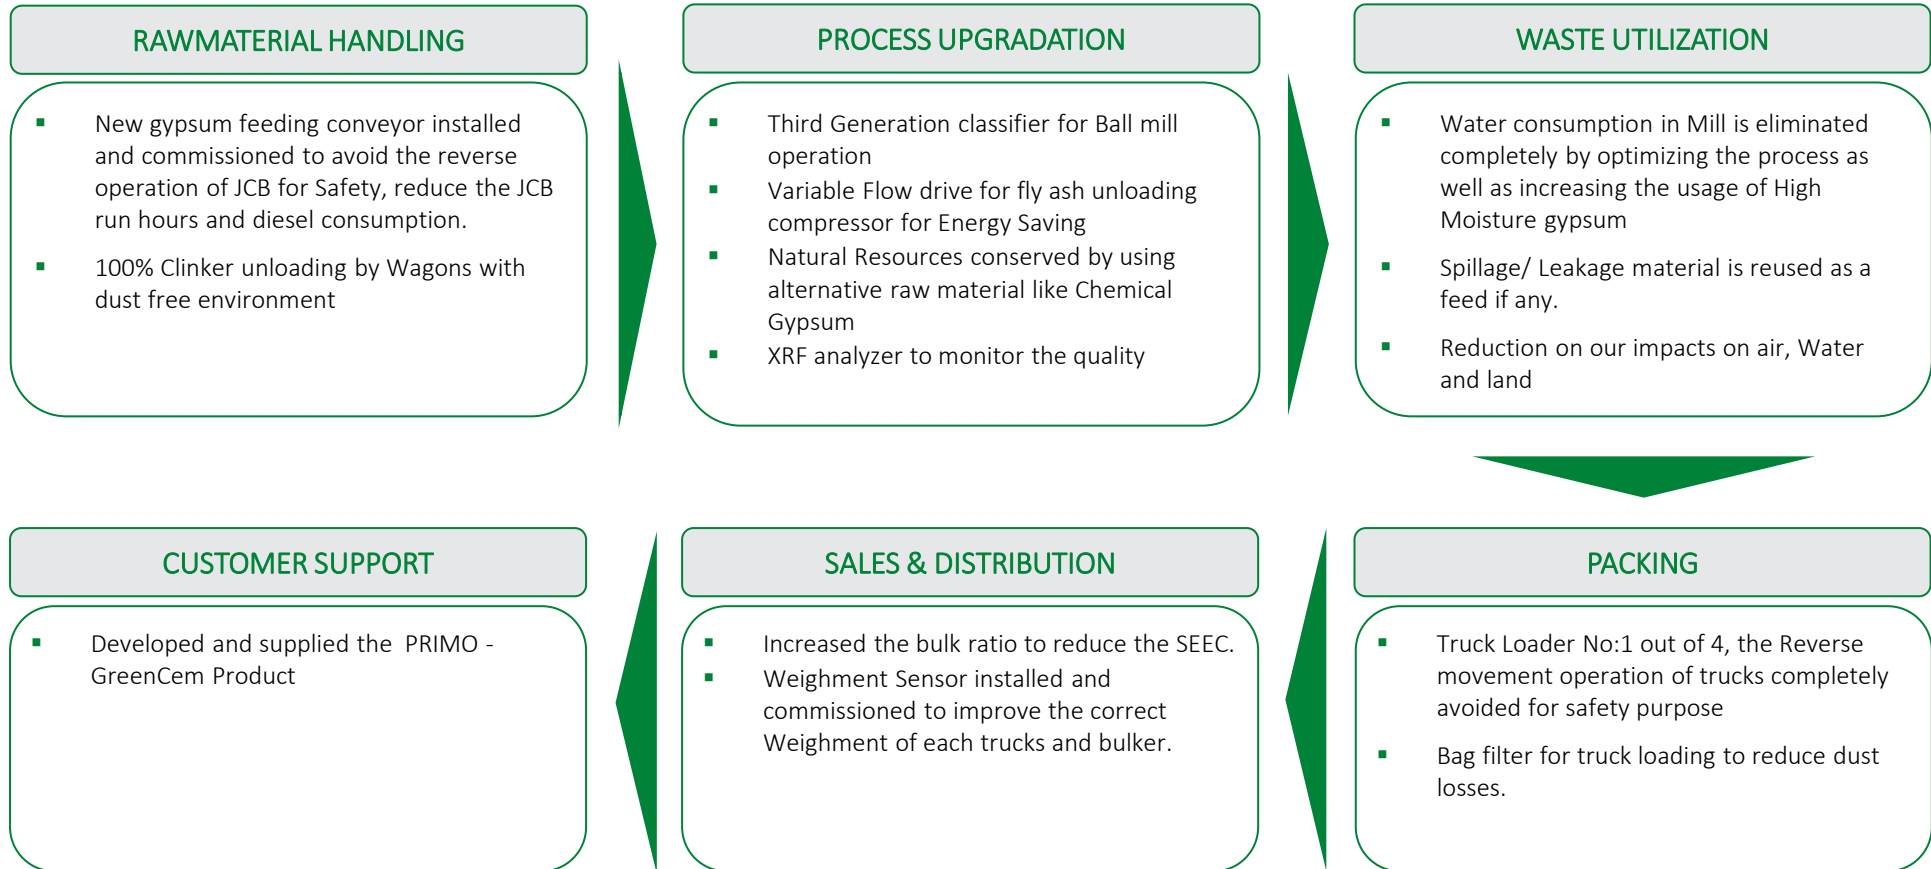 RAWMATERIAL HANDLING
New gypsum feeding conveyor installed
and commissioned to avoid the reverse
operation of JCB for Safety, reduce the JCB
run hours and diesel consumption.
100% Clinker unloading by Wagons with
dust free environment
PROCESS UPGRADATION
Third Generation classifier for Ball mill
operation
Variable Flow drive for fly ash unloading
compressor for Energy Saving
Natural Resources conserved by using
alternative raw material like Chemical
Gypsum
XRF analyzer to monitor the quality
WASTE UTILIZATION
Water consumption in Mill is eliminated
completely by optimizing the process as
well as increasing the usage of High
Moisture gypsum
Spillage/ Leakage material is reused as a
feed if any.
Reduction on our impacts on air, Water
and land
PACKING
Truck Loader No:1 out of 4, the Reverse
movement operation of trucks completely
avoided for safety purpose
Bag filter for truck loading to reduce dust
losses.
SALES & DISTRIBUTION
Increased the bulk ratio to reduce the SEEC.
Weighment Sensor installed and
commissioned to improve the correct
Weighment of each trucks and bulker.
CUSTOMER SUPPORT
Developed and supplied the PRIMO -
GreenCem Product